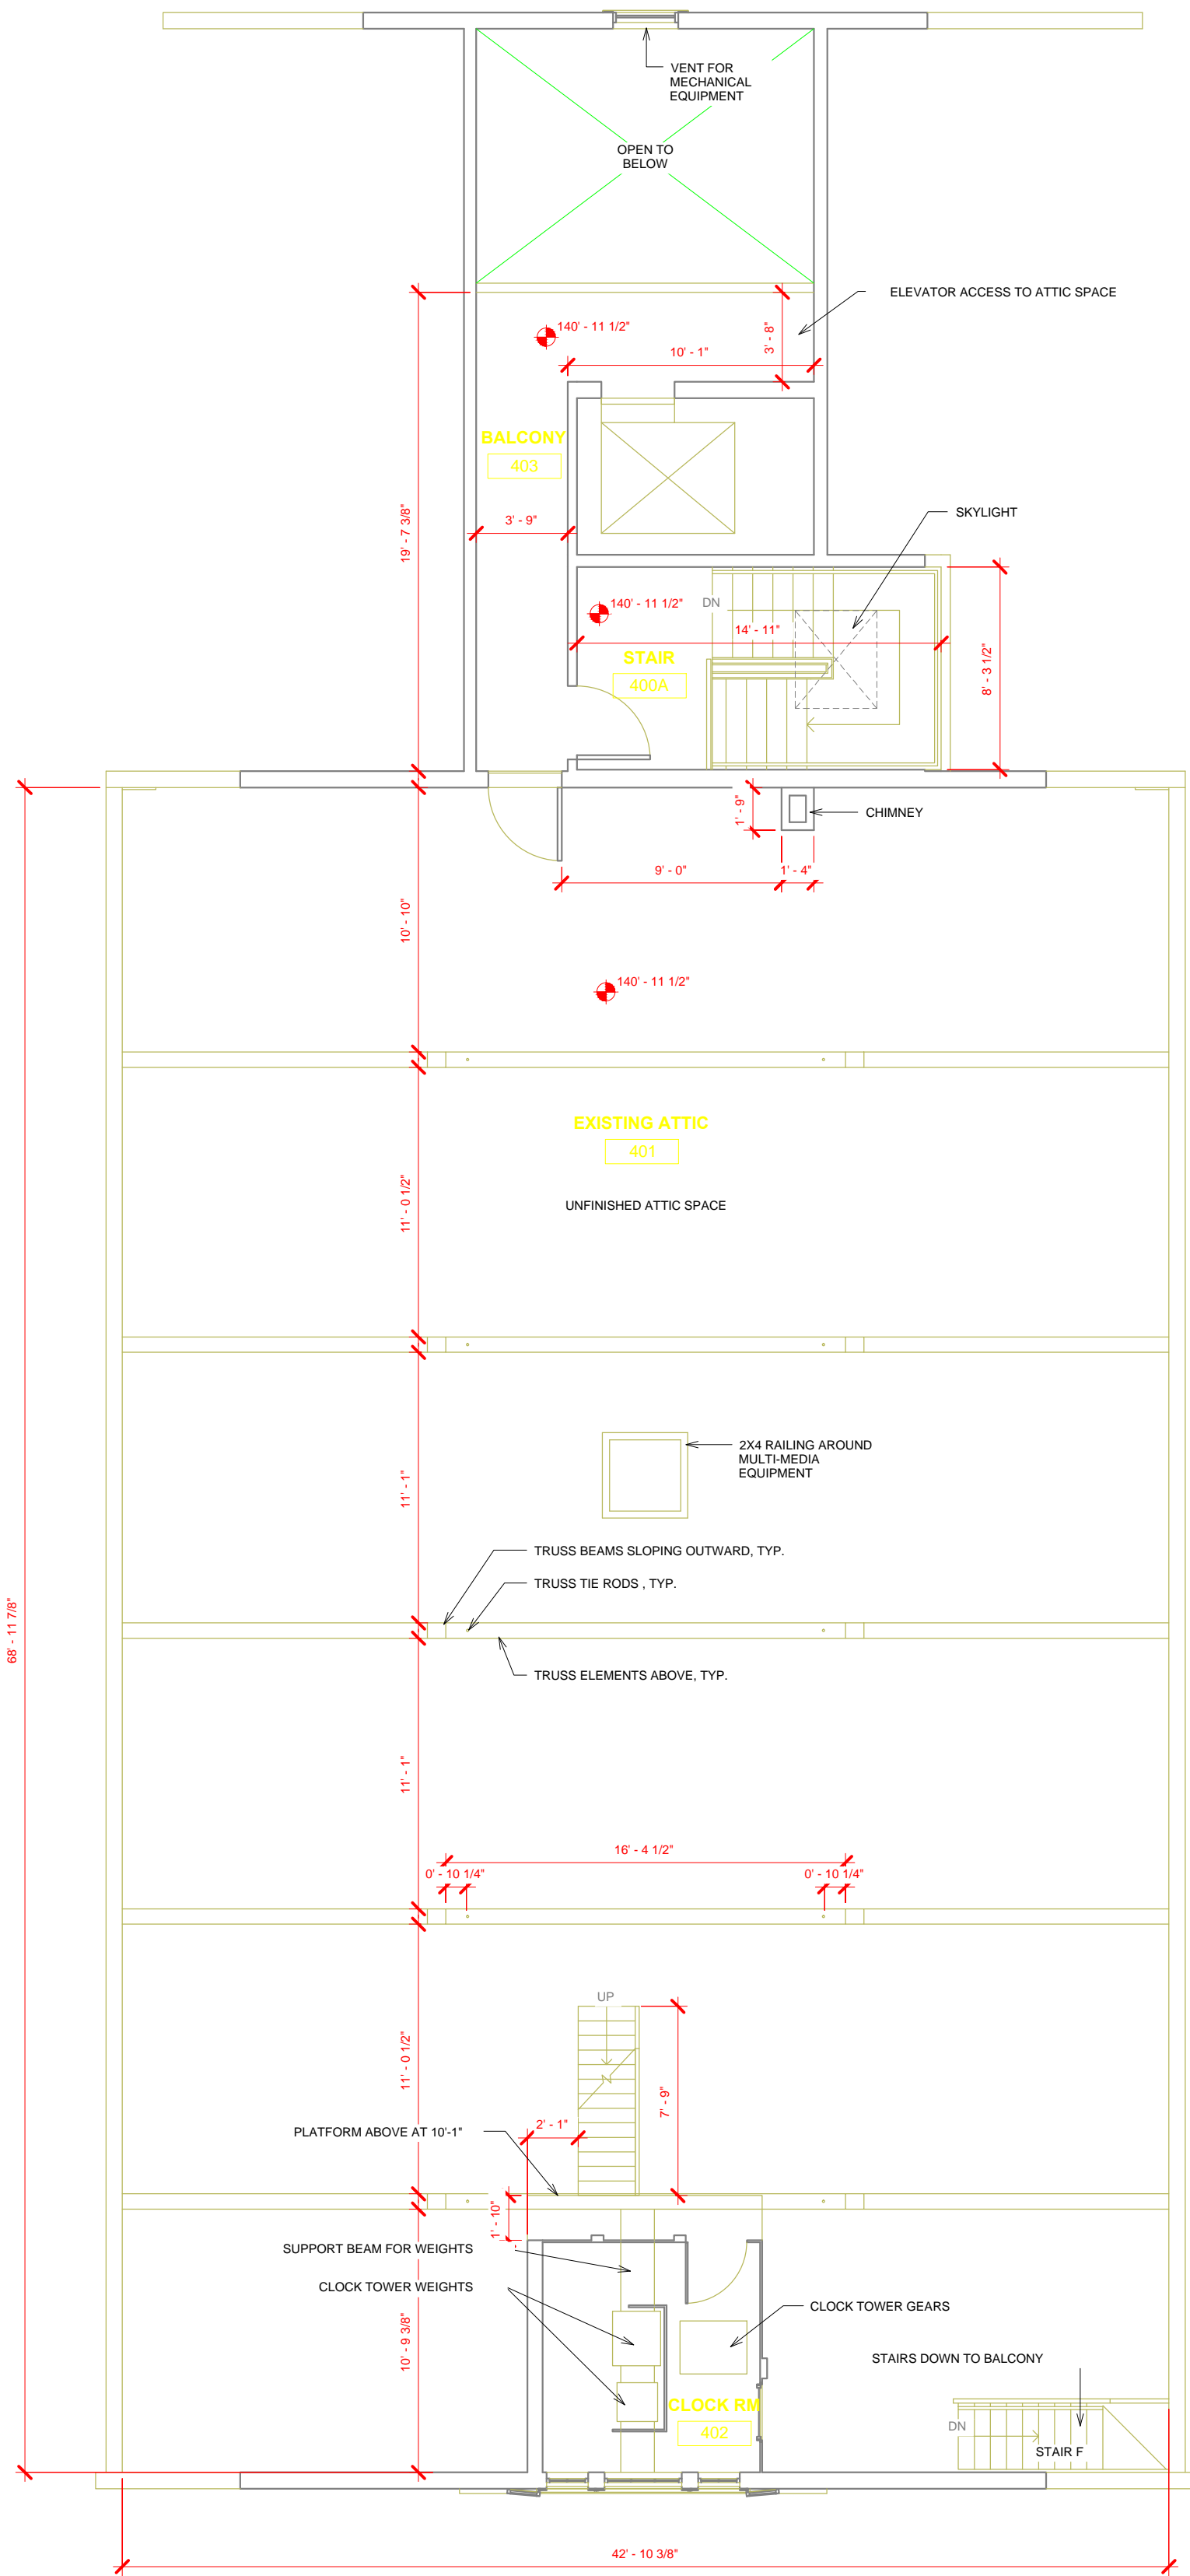 VENT FOR
MECHANICAL
EQUIPMENT
OPEN TO
BELOW
ELEVATOR ACCESS TO ATTIC SPACE
140' - 11 1/2"
3' - 8"
10' - 1"
BALCONY
403
19' - 7 3/8"
3' - 9"
SKYLIGHT
140' - 11 1/2"
DN
14' - 11"
STAIR
400A
8' - 3 1/2"
1' - 9"
CHIMNEY
9' - 0"
1' - 4"
10' - 10"
140' - 11 1/2"
EXISTING ATTIC
401
11' - 0 1/2"
UNFINISHED ATTIC SPACE
2X4 RAILING AROUND
MULTI-MEDIA
EQUIPMENT
11' - 1"
TRUSS BEAMS SLOPING OUTWARD, TYP.
TRUSS TIE RODS , TYP.
68' - 11 7/8"
TRUSS ELEMENTS ABOVE, TYP.
11' - 1"
16' - 4 1/2"
0' - 10 1/4"
0' - 10 1/4"
UP
11' - 0 1/2"
7' - 9"
2' - 1"
PLATFORM ABOVE AT 10'-1"
1' - 10"
SUPPORT BEAM FOR WEIGHTS
CLOCK TOWER WEIGHTS
CLOCK TOWER GEARS
10' - 9 3/8"
STAIRS DOWN TO BALCONY
CLOCK RM
402
DN
STAIR F
42' - 10 3/8"